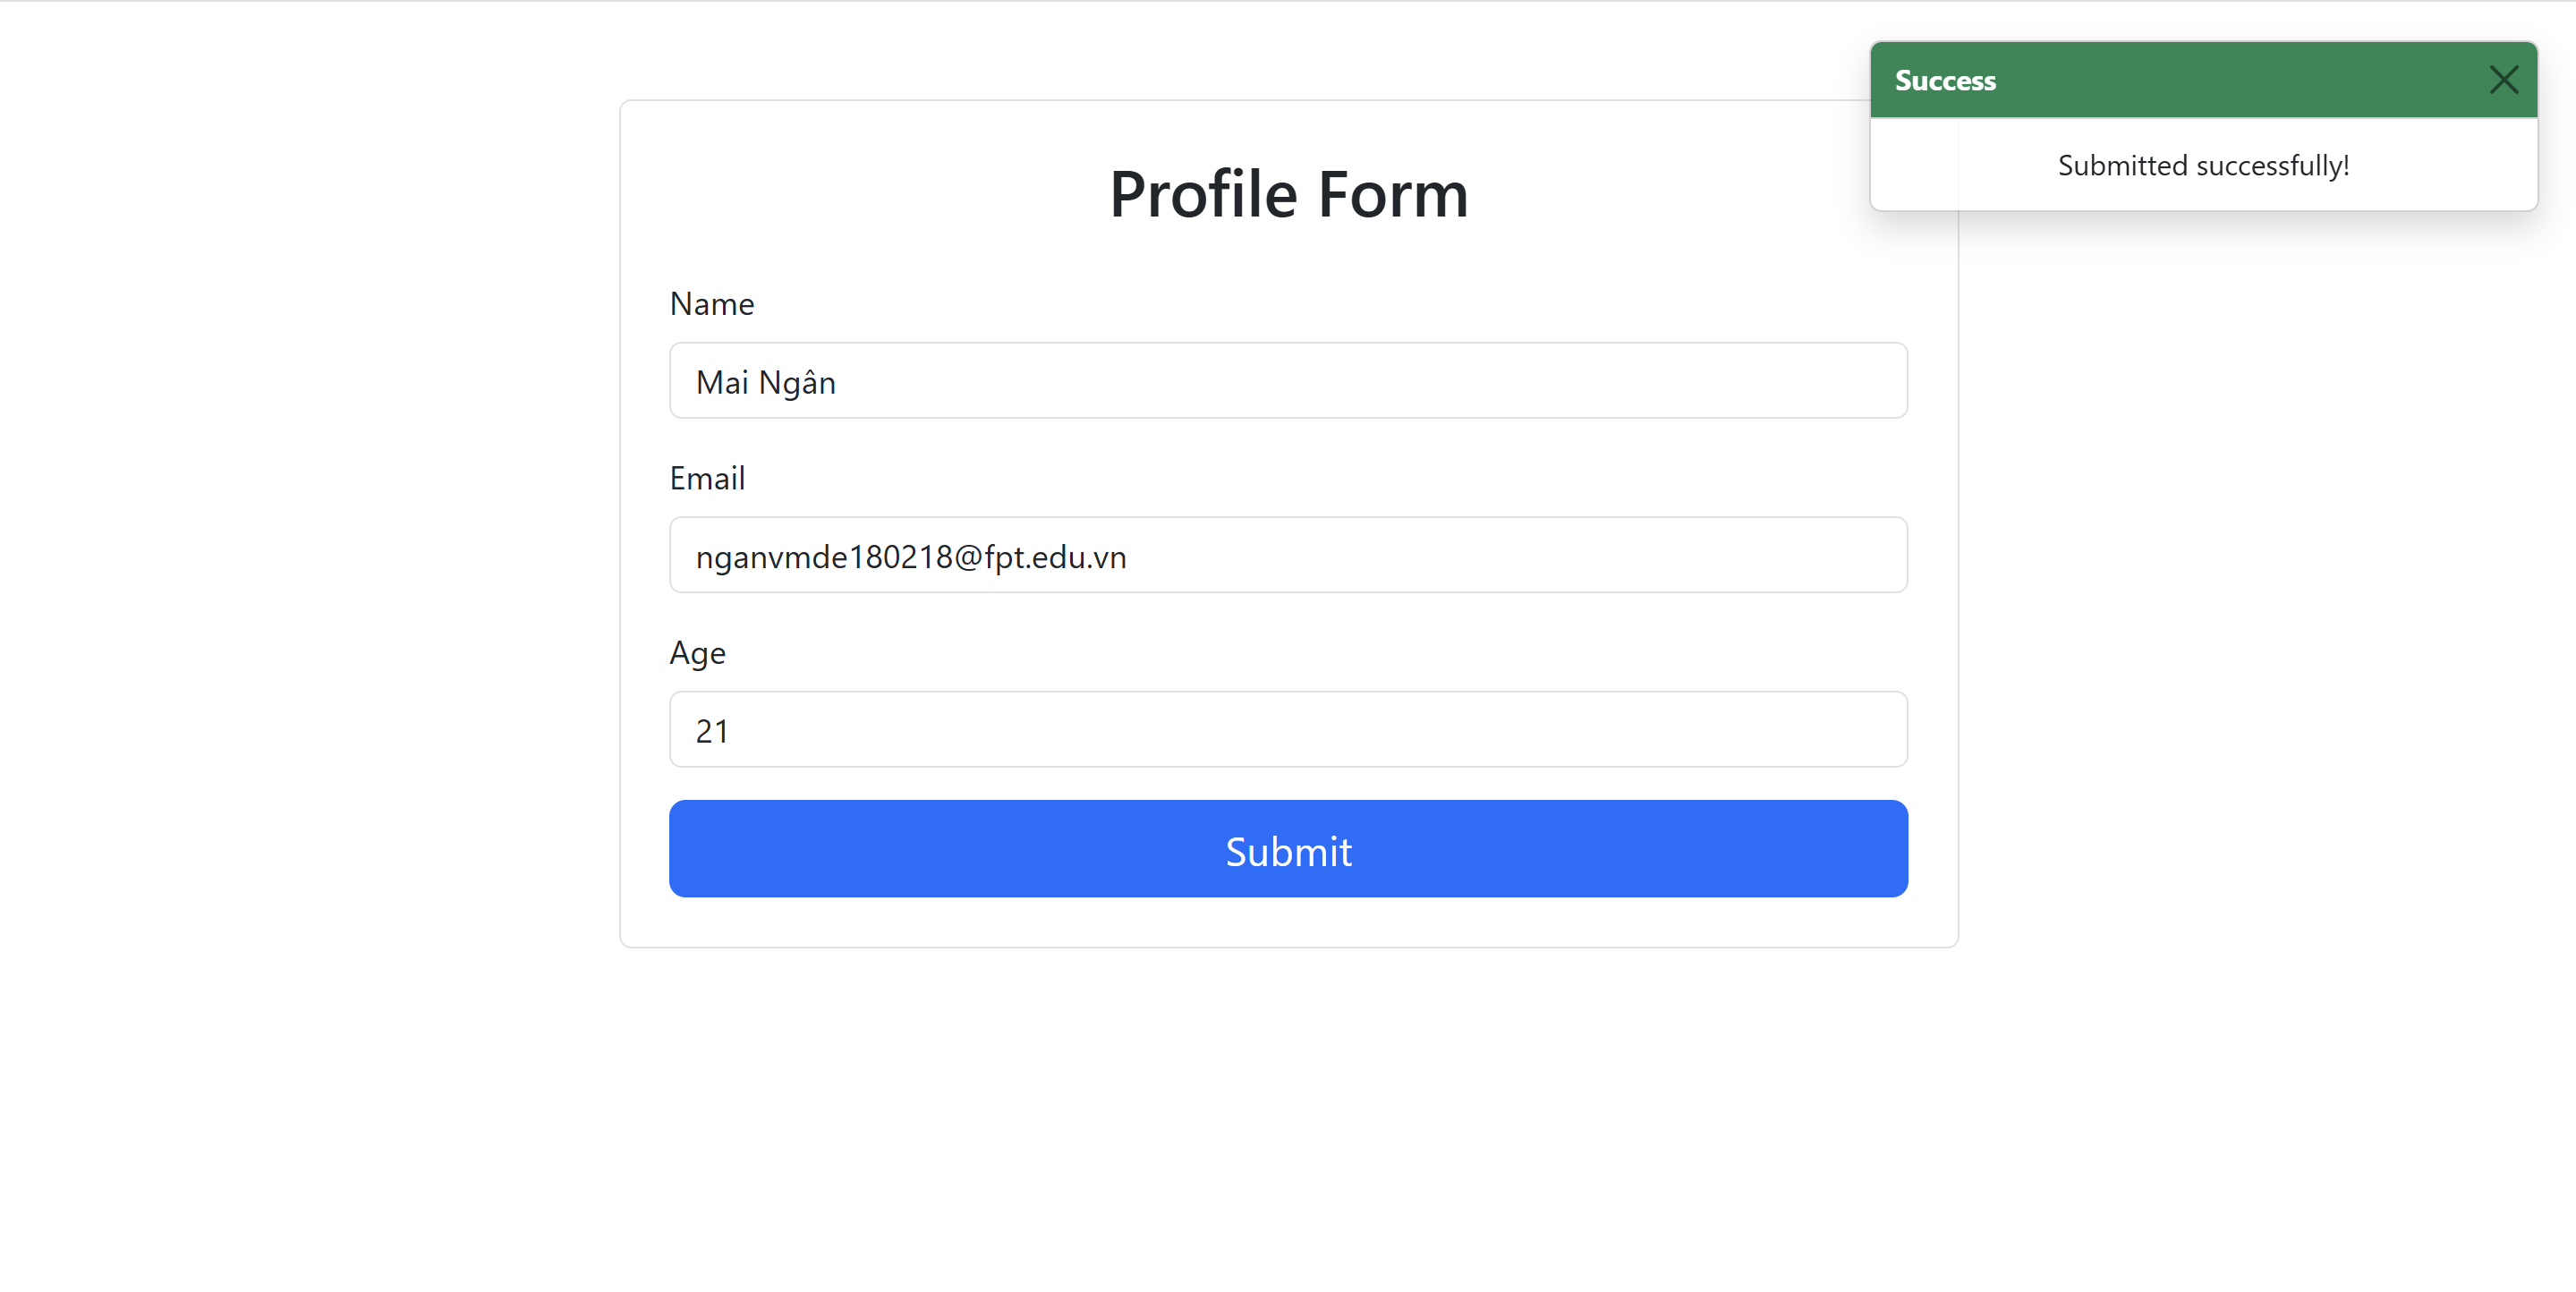 Success
Submitted successfully!
Profile Form
Name
Mai Ngân
Email
nganvmde180218@fpt.edu.vn
Age
21
Submit